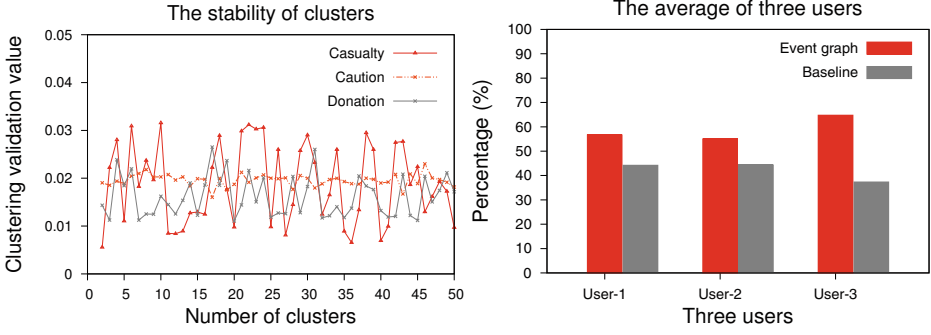 The stability of clusters
Clustering validation value
0.05
0.04
0.03
0.02
0.01
0
Casualty
Caution
Donation
0 5 10 15 20 25 30 35 40 45 50
Number of clusters
The average of three users
Percentage (%)
100
90
80
70
60
50
40
30
20
10
0
Event graph
Baseline
User-1 User-2 User-3
Three users